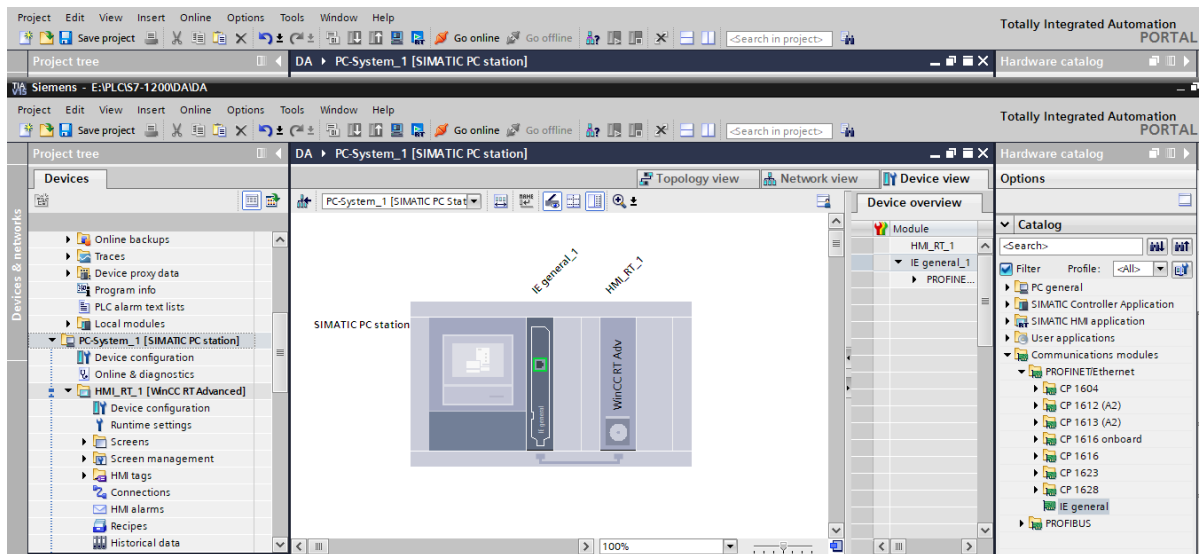 Project Edit View Insert Online Options Tools Window Help
Totally Integrated Automation
PORTAL
Save project Go online Go offline <Search in project>
Project tree
DA ▸ PC-System_1 [SIMATIC PC station]
Hardware catalog
Siemens - E:\PLC\S7-1200\DA\DA
Project Edit View Insert Online Options Tools Window Help
Totally Integrated Automation
PORTAL
Save project Go online Go offline <Search in project>
Project tree
DA ▸ PC-System_1 [SIMATIC PC station]
Hardware catalog
Devices
Topology view Network view Device view
Options
PC-System_1 [SIMATIC PC Stat
Device overview
Devices & networks
Online backups
Traces
Device proxy data
Program info
PLC alarm text lists
Local modules
PC-System_1 [SIMATIC PC station]
Device configuration
Online & diagnostics
HMI_RT_1 [WinCC RT Advanced]
Device configuration
Runtime settings
Screens
Screen management
HMI tags
Connections
HMI alarms
Recipes
Historical data
IE general_1
HMI_RT_1
SIMATIC PC station
IE general
WinCC RT Adv
100%
Module
HMI_RT_1
IE general_1
PROFINE...
Catalog
<Search>
Filter Profile: <All>
PC general
SIMATIC Controller Application
SIMATIC HMI application
User applications
Communications modules
PROFINET/Ethernet
CP 1604
CP 1612 (A2)
CP 1613 (A2)
CP 1616 onboard
CP 1616
CP 1623
CP 1628
IE general
PROFIBUS